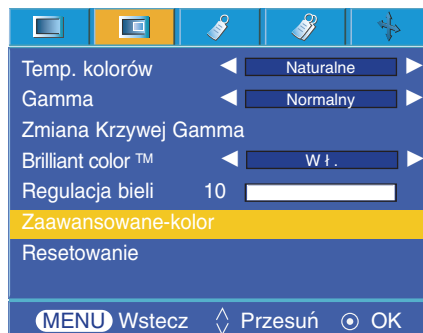 Temp. kolorów Naturalne
Gamma Normalny
Zmiana Krzywej Gamma
Brilliant color ™ Wł.
Regulacja bieli 10
Zaawansowane-kolor
Resetowanie
MENU Wstecz Przesuń OK